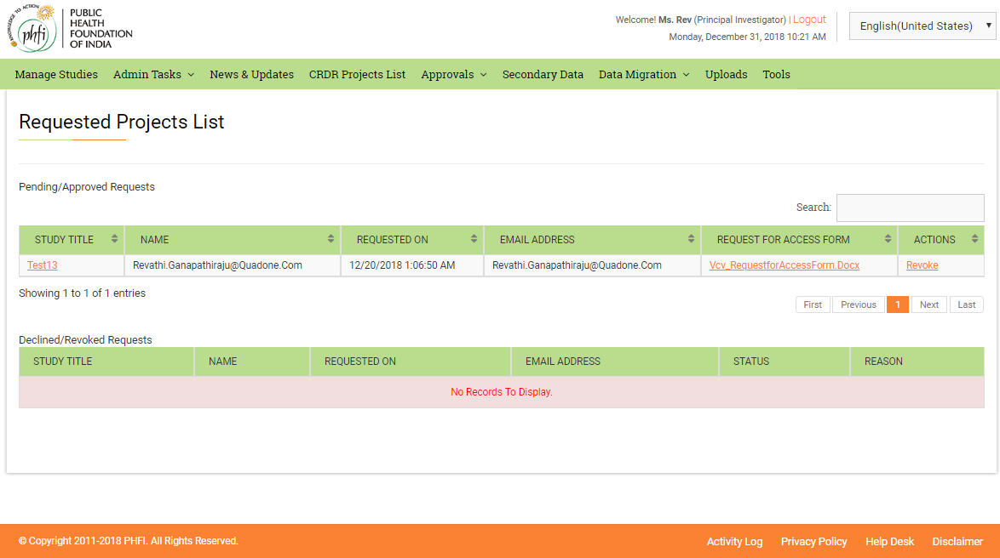 KNOWLEDGE TO ACTION
phfi
PUBLIC
HEALTH
FOUNDATION
OF INDIA
Welcome! Ms. Rev (Principal Investigator) | Logout
Monday, December 31, 2018 10:21 AM
English(United States)
Manage Studies Admin Tasks News & Updates CRDR Projects List Approvals Secondary Data Data Migration Uploads Tools
Requested Projects List
Pending/Approved Requests
Search:
STUDY TITLE NAME REQUESTED ON EMAIL ADDRESS REQUEST FOR ACCESS FORM ACTIONS
Test13 Revathi.Ganapathiraju@Quadone.Com 12/20/2018 1:06:50 AM Revathi.Ganapathiraju@Quadone.Com Vcv_RequestforAccessForm.Docx Revoke
Showing 1 to 1 of 1 entries
First Previous 1 Next Last
Declined/Revoked Requests
STUDY TITLE NAME REQUESTED ON EMAIL ADDRESS STATUS REASON
No Records To Display.
© Copyright 2011-2018 PHFI. All Rights Reserved.
Activity Log Privacy Policy Help Desk Disclaimer